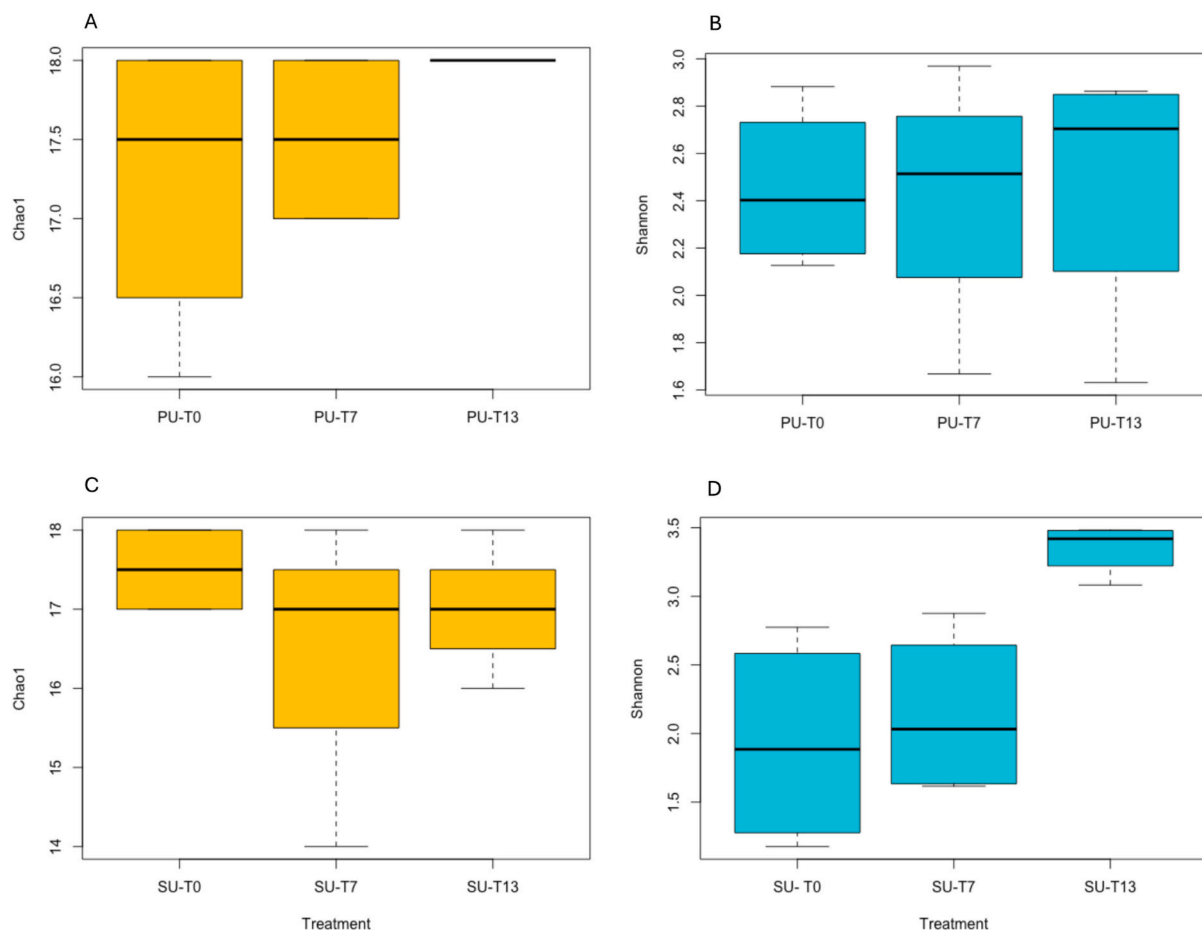 A
Chao1
18.0
17.5
17.0
16.5
16.0
PU-T0 PU-T7 PU-T13
B
Shannon
3.0
2.8
2.6
2.4
2.2
2.0
1.8
1.6
PU-T0 PU-T7 PU-T13
C
Chao1
18
17
16
15
14
SU-T0 SU-T7 SU-T13
Treatment
D
Shannon
3.5
3.0
2.5
2.0
1.5
SU- T0 SU-T7 SU-T13
Treatment